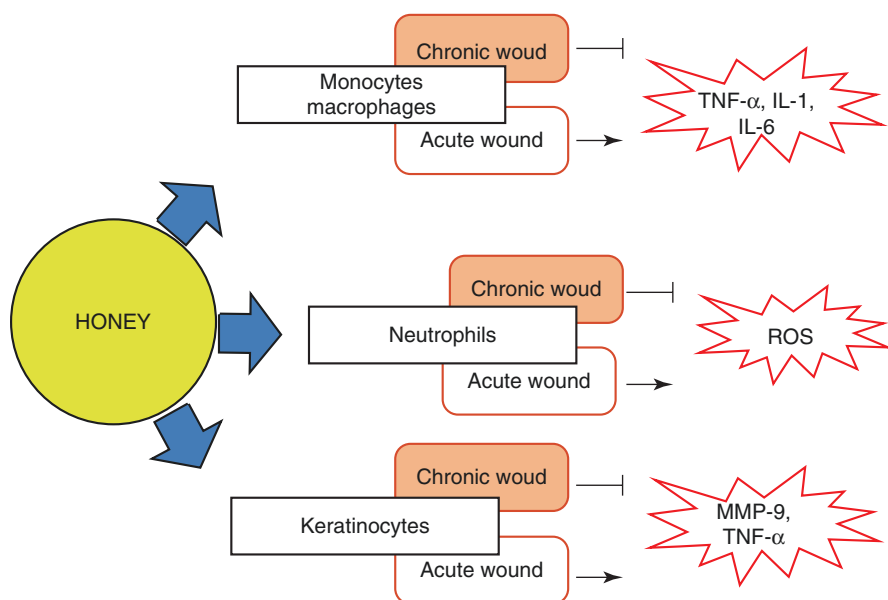 Chronic woud
Monocytes
macrophages
TNF-α, IL-1,
IL-6
Acute wound
HONEY
Chronic woud
Neutrophils
ROS
Acute wound
Chronic woud
Keratinocytes
MMP-9,
TNF-α
Acute wound